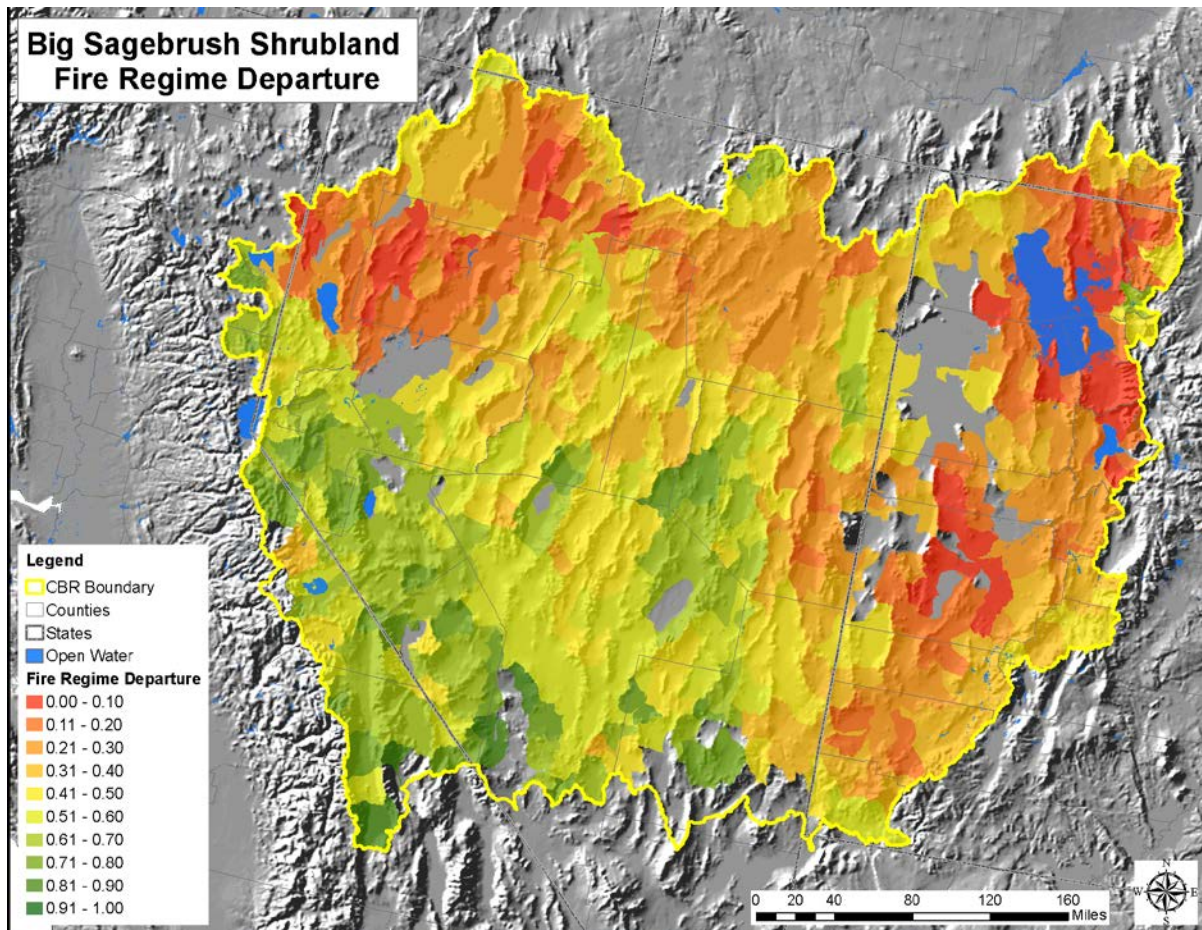 Big Sagebrush Shrubland
Fire Regime Departure
Legend
CBR Boundary
Counties
States
Open Water
Fire Regime Departure
0.00 - 0.10
0.11 - 0.20
0.21 - 0.30
0.31 - 0.40
0.41 - 0.50
0.51 - 0.60
0.61 - 0.70
0.71 - 0.80
0.81 - 0.90
0.91 - 1.00
0 20 40 80 120 160
Miles
N
W E
S